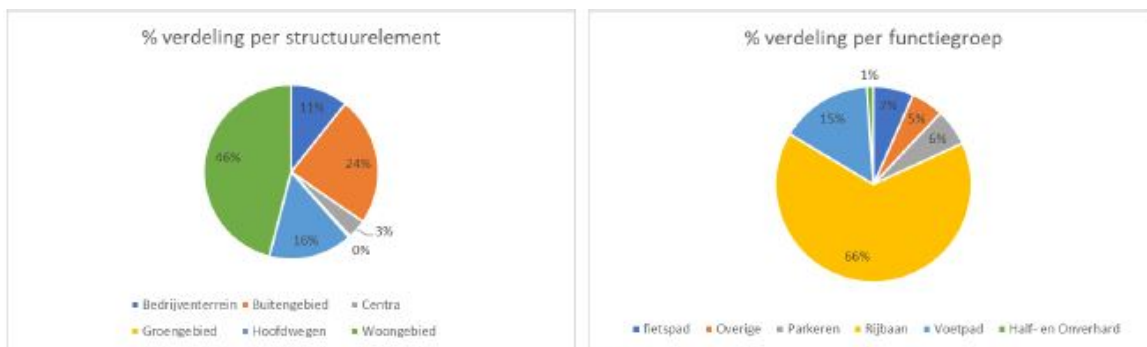 % verdeling per structuurelement
11%
24%
3%
0%
16%
46%
Bedrijventerrein Buitengebied Centra
Groengebied Hoofdwegen Woongebied
% verdeling per functiegroep
1%
7%
5%
6%
15%
66%
fietspad Overige Parkeren Rijbaan Voetpad Half- en Onverhard